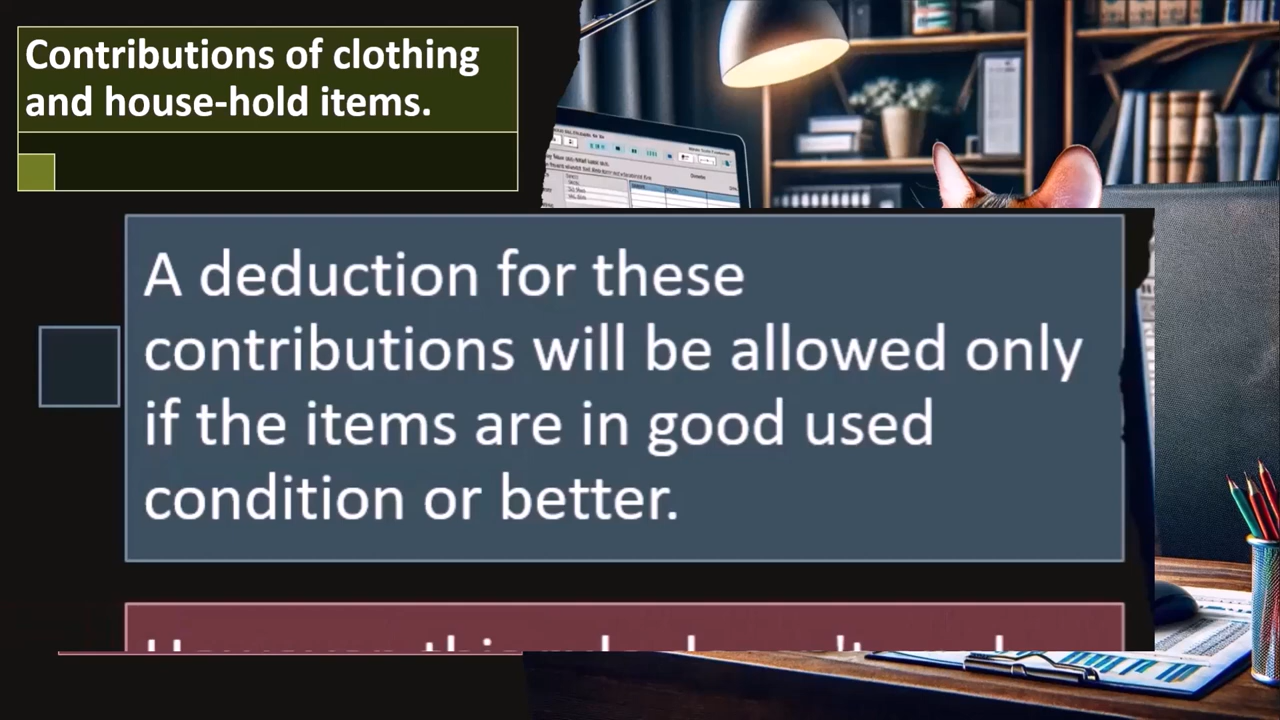 Contributions of clothing
and house-hold items.
A deduction for these
contributions will be allowed only
if the items are in good used
condition or better.